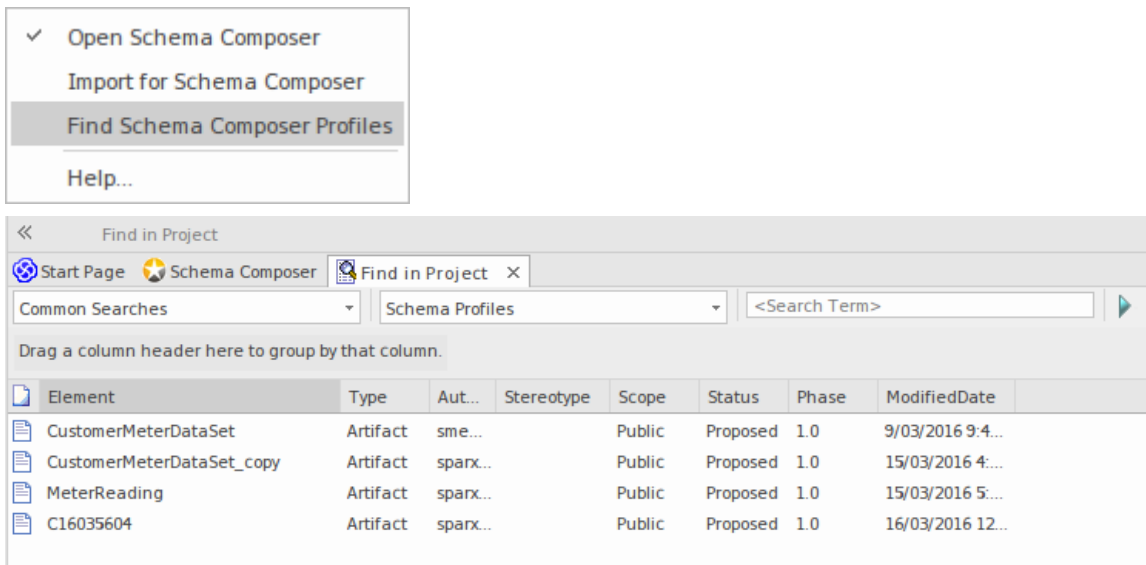 Open Schema Composer
Import for Schema Composer
Find Schema Composer Profiles
Help...
Find in Project
Start Page Schema Composer Find in Project
Common Searches Schema Profiles <Search Term>
Drag a column header here to group by that column.
Element Type Aut... Stereotype Scope Status Phase ModifiedDate
CustomerMeterDataSet Artifact sme... Public Proposed 1.0 9/03/2016 9:4...
CustomerMeterDataSet_copy Artifact sparx... Public Proposed 1.0 15/03/2016 4:...
MeterReading Artifact sparx... Public Proposed 1.0 15/03/2016 5:...
C16035604 Artifact sparx... Public Proposed 1.0 16/03/2016 12...